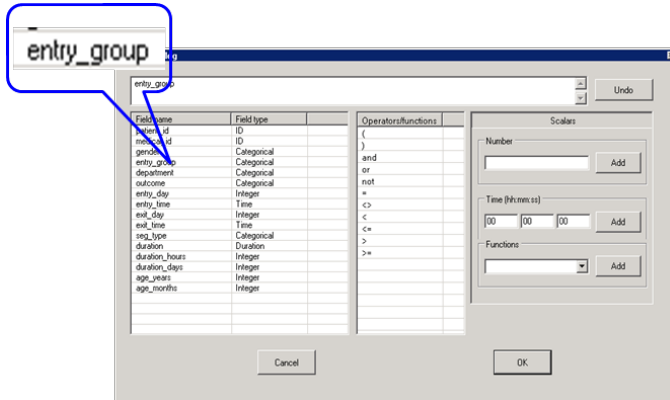 entry_group
entry_group
Undo
Field name Field type
Operators/functions
Scalars
patient_id ID
medical_id ID
gender Categorical
entry_group Categorical
department Categorical
outcome Categorical
entry_day Integer
entry_time Time
exit_day Integer
exit_time Time
seg_type Categorical
duration Duration
duration_hours Integer
duration_days Integer
age_years Integer
age_months Integer
(
)
and
or
not
=
<>
<
<=
>
>=
Number
Add
Time (hh:mm:ss)
00 00 00 Add
Functions
Add
Cancel OK